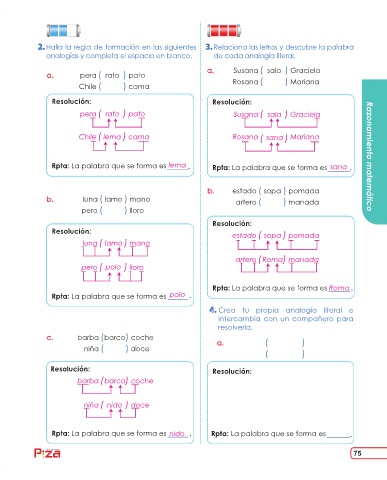 2. Halla la regla de formación en las siguientes
analogías y completa el espacio en blanco.
a. pera ( rato ) pato
Chile ( ) cama
Resolución:
pera ( rato ) pato
Chile ( lema ) cama
Rpta: La palabra que se forma es lema .
b. luna ( lamo ) mano
pero ( ) lloro
Resolución:
luna ( lamo ) mano
pero ( polo ) lloro
Rpta: La palabra que se forma es polo .
c. barba ( barco ) coche
niña ( ) doce
Resolución:
barba ( barco ) coche
niña ( nido ) doce
Rpta: La palabra que se forma es nido .
3. Relaciona las letras y descubre la palabra
de cada analogía literal.
a. Susana ( sala ) Graciela
Rosana ( ) Mariana
Resolución:
Susana ( sala ) Graciela
Rosana ( sana ) Mariana
Rpta: La palabra que se forma es sana .
b. estado ( sopa ) pomada
artero ( ) manada
Resolución:
estado ( sopa ) pomada
artero ( Roma ) manada
Rpta: La palabra que se forma es Roma .
4. Crea tu propia analogía literal e
intercambia con un compañero para
resolverla.
a. ( )
( )
Resolución:
Rpta: La palabra que se forma es______.
Razonamiento matemático
Pizza
75